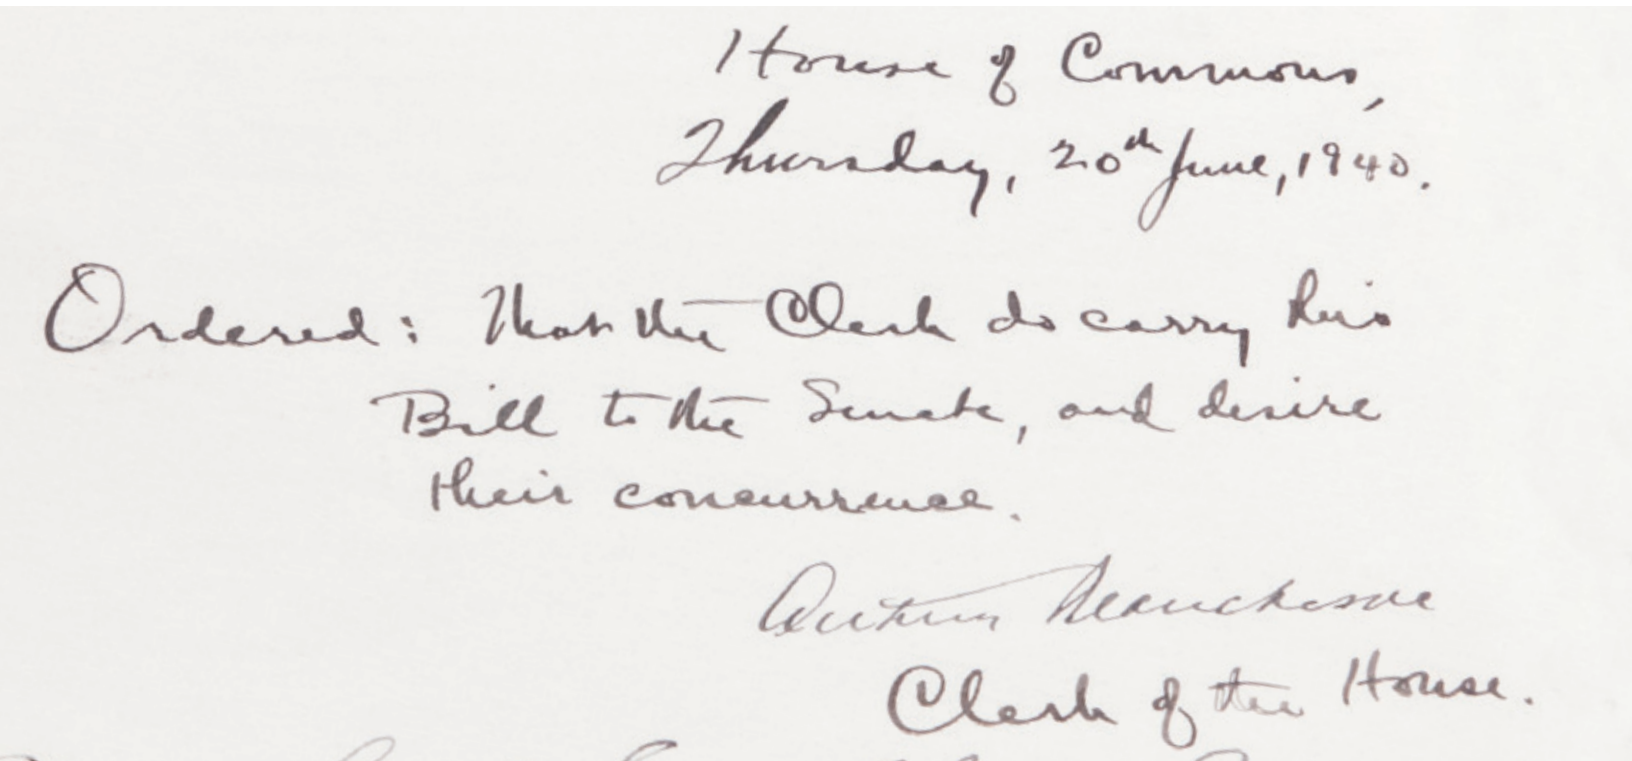 House of Commons,
Thursday, 20th June, 1940.
Ordered: That the Clerk do carry this
Bill to the Senate, and desire
their concurrence.
Arthur Beauchesne
Clerk of the House.